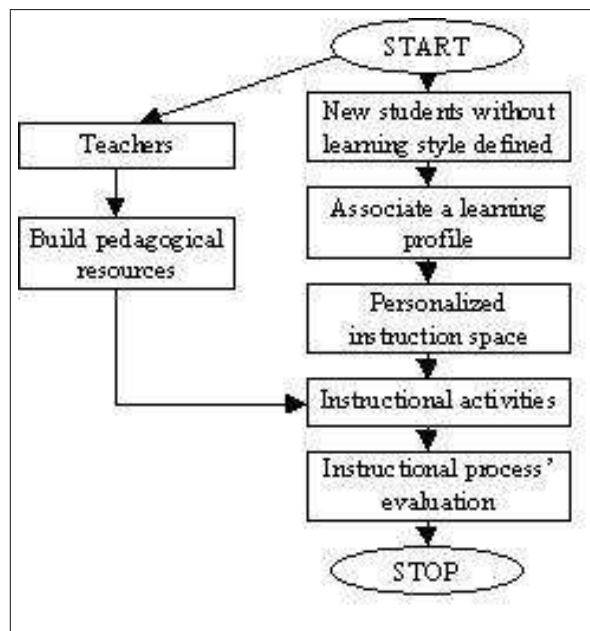 START
New students without
learning style defined
Teachers
Associate a learning
profile
Build pedagogical
resources
Personalized
instruction space
Instructional activities
Instructional process’
evaluation
STOP